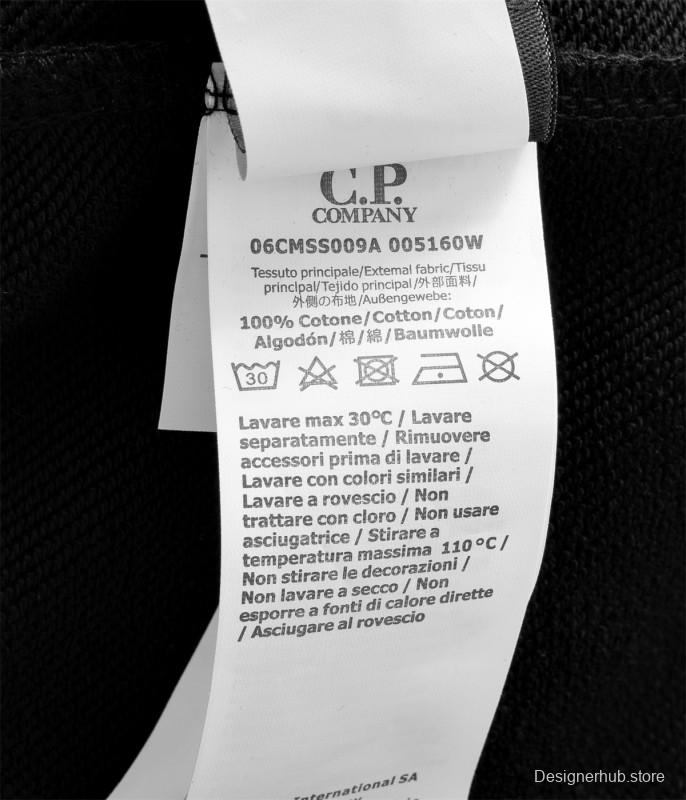 C.P.
COMPANY
06CMSS009A 005160W
Tessuto principale/External fabric/Tissu
principal/Tejido principal/外部面料/
外側の布地/Außengewebe:
100% Cotone/Cotton/Coton/
Algodón/棉/綿/Baumwolle
30
Lavare max 30°C / Lavare
separatamente / Rimuovere
accessori prima di lavare /
Lavare con colori similari /
Lavare a rovescio / Non
trattare con cloro / Non usare
asciugatrice / Stirare a
temperatura massima 110°C /
Non stirare le decorazioni /
Non lavare a secco / Non
esporre a fonti di calore dirette
/ Asciugare al rovescio
International SA
Designerhub.store